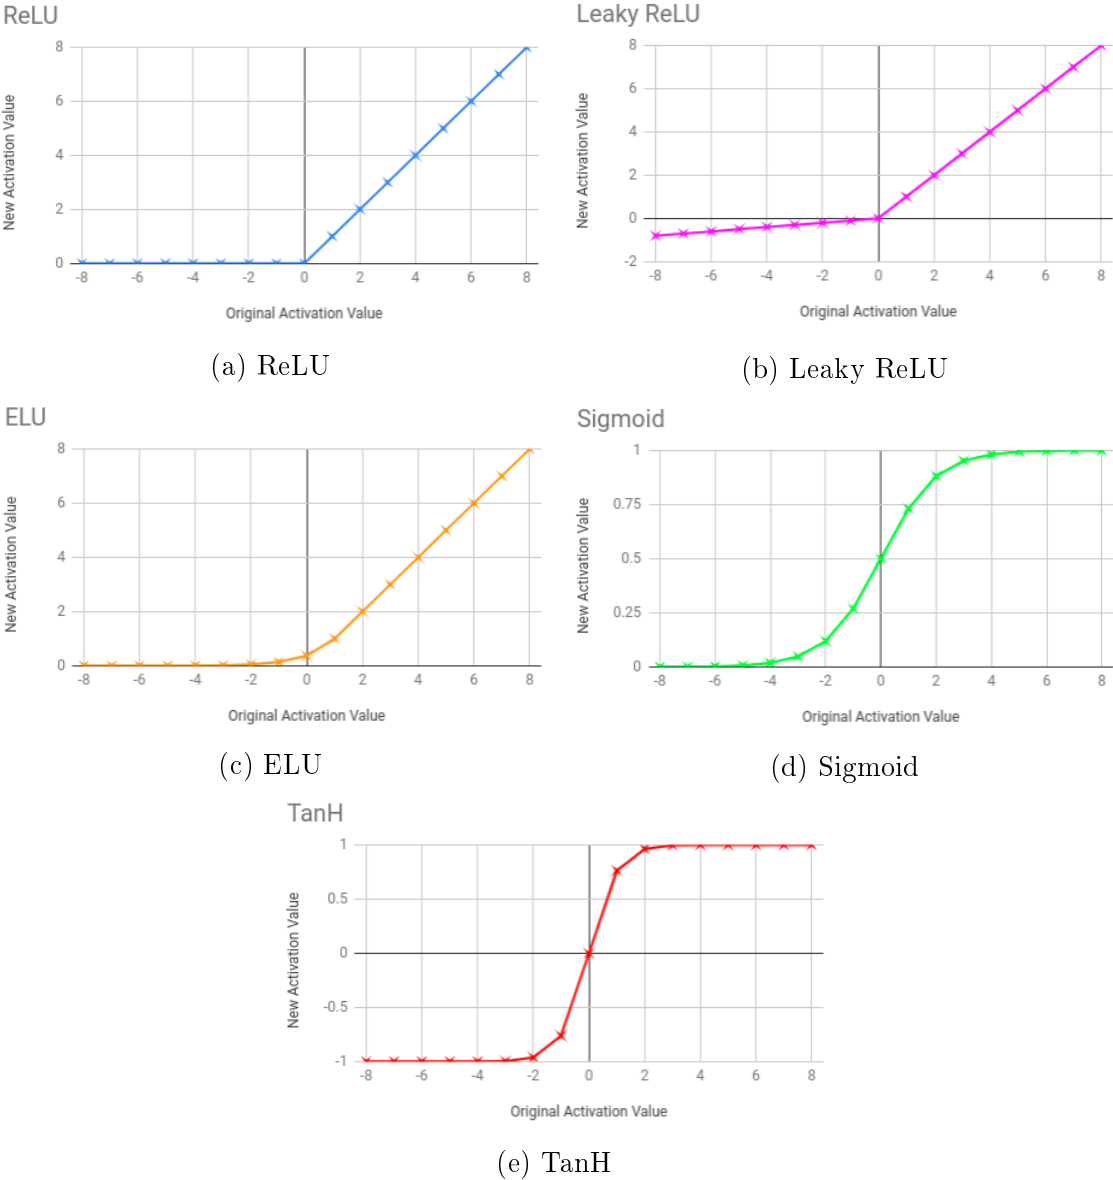 ReLU
New Activation Value
8
6
4
2
0
-8 -6 -4 -2 0 2 4 6 8
Original Activation Value
(a) ReLU
Leaky ReLU
New Activation Value
8
6
4
2
0
-2
-8 -6 -4 -2 0 2 4 6 8
Original Activation Value
(b) Leaky ReLU
ELU
New Activation Value
8
6
4
2
0
-8 -6 -4 -2 0 2 4 6 8
Original Activation Value
(c) ELU
Sigmoid
New Activation Value
1
0.75
0.5
0.25
0
-8 -6 -4 -2 0 2 4 6 8
Original Activation Value
(d) Sigmoid
TanH
New Activation Value
1
0.5
0
-0.5
-1
-8 -6 -4 -2 0 2 4 6 8
Original Activation Value
(e) TanH